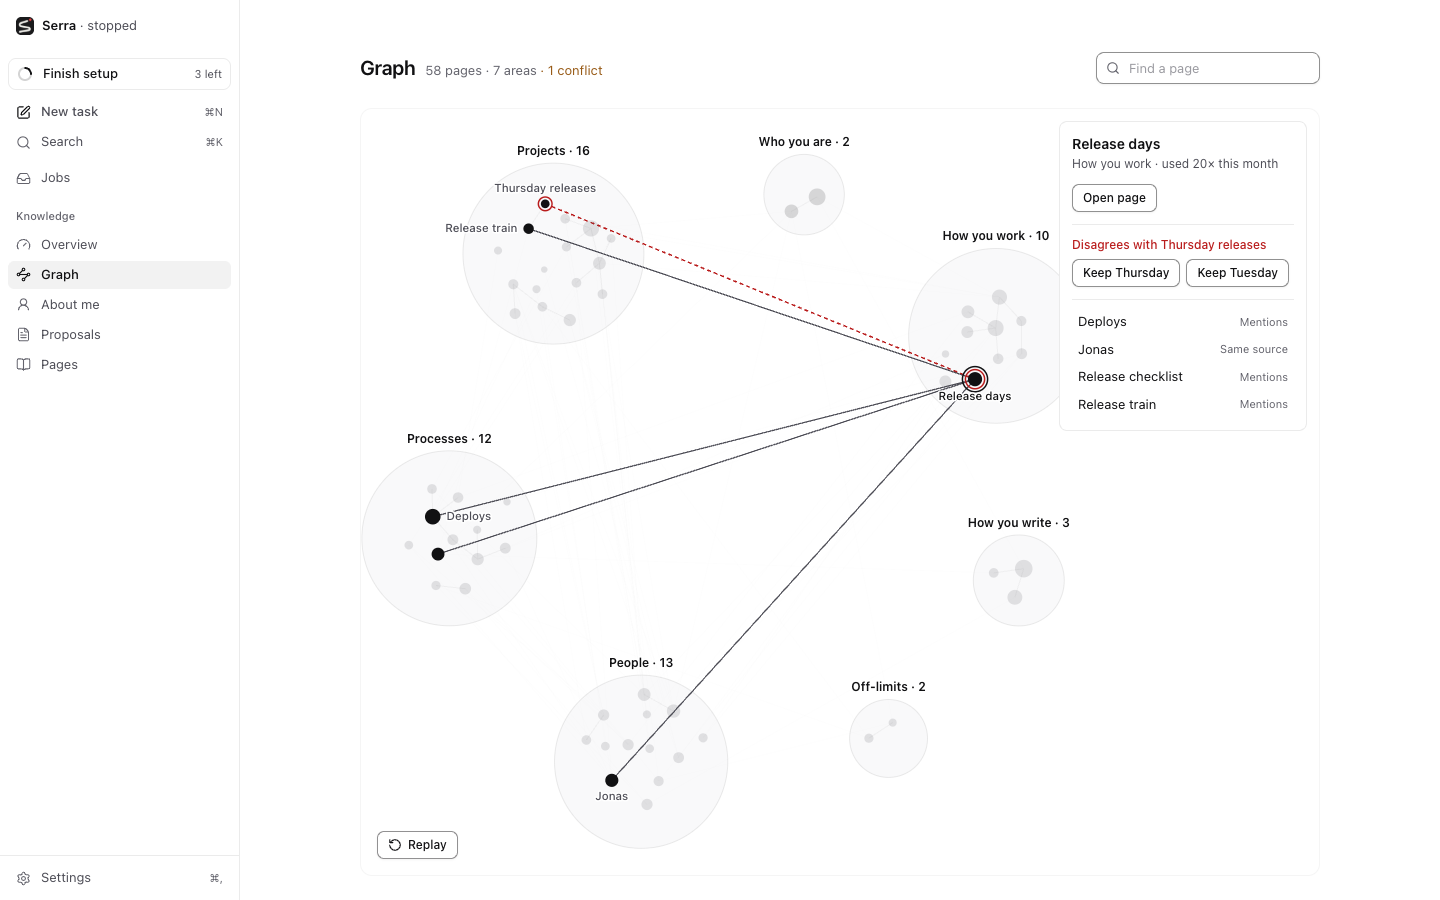 Serra · stopped
Finish setup 3 left
New task ⌘N
Search ⌘K
Jobs
Knowledge
Overview
Graph
About me
Proposals
Pages
Settings ⌘,
Graph 58 pages · 7 areas · 1 conflict
Find a page
Projects · 16
Thursday releases
Release train
Who you are · 2
How you work · 10
Release days
Processes · 12
Deploys
How you write · 3
People · 13
Jonas
Off-limits · 2
Replay
Release days
How you work · used 20× this month
Open page
Disagrees with Thursday releases
Keep Thursday Keep Tuesday
Deploys Mentions
Jonas Same source
Release checklist Mentions
Release train Mentions